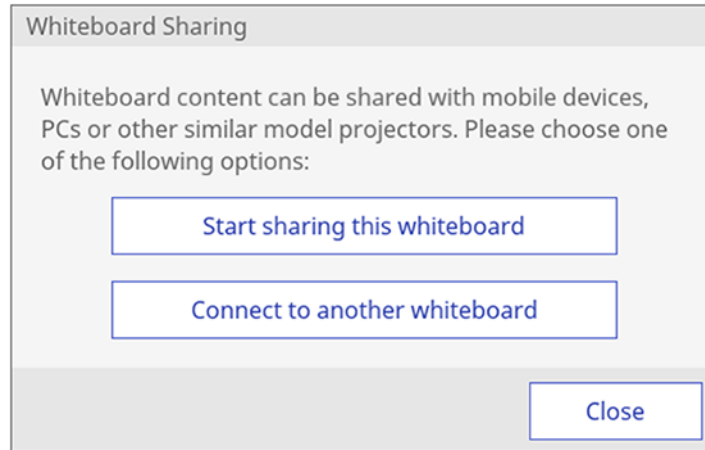 Whiteboard Sharing
Whiteboard content can be shared with mobile devices,
PCs or other similar model projectors. Please choose one
of the following options:
Start sharing this whiteboard
Connect to another whiteboard
Close